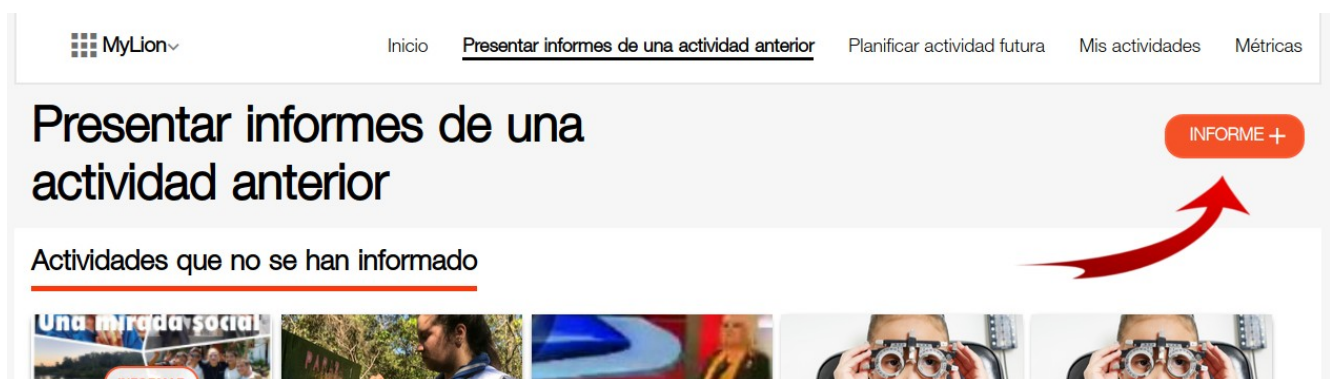 MyLion
Inicio
Presentar informes de una actividad anterior
Planificar actividad futura
Mis actividades
Métricas
Presentar informes de una
actividad anterior
INFORME +
Actividades que no se han informado
Una mirada social